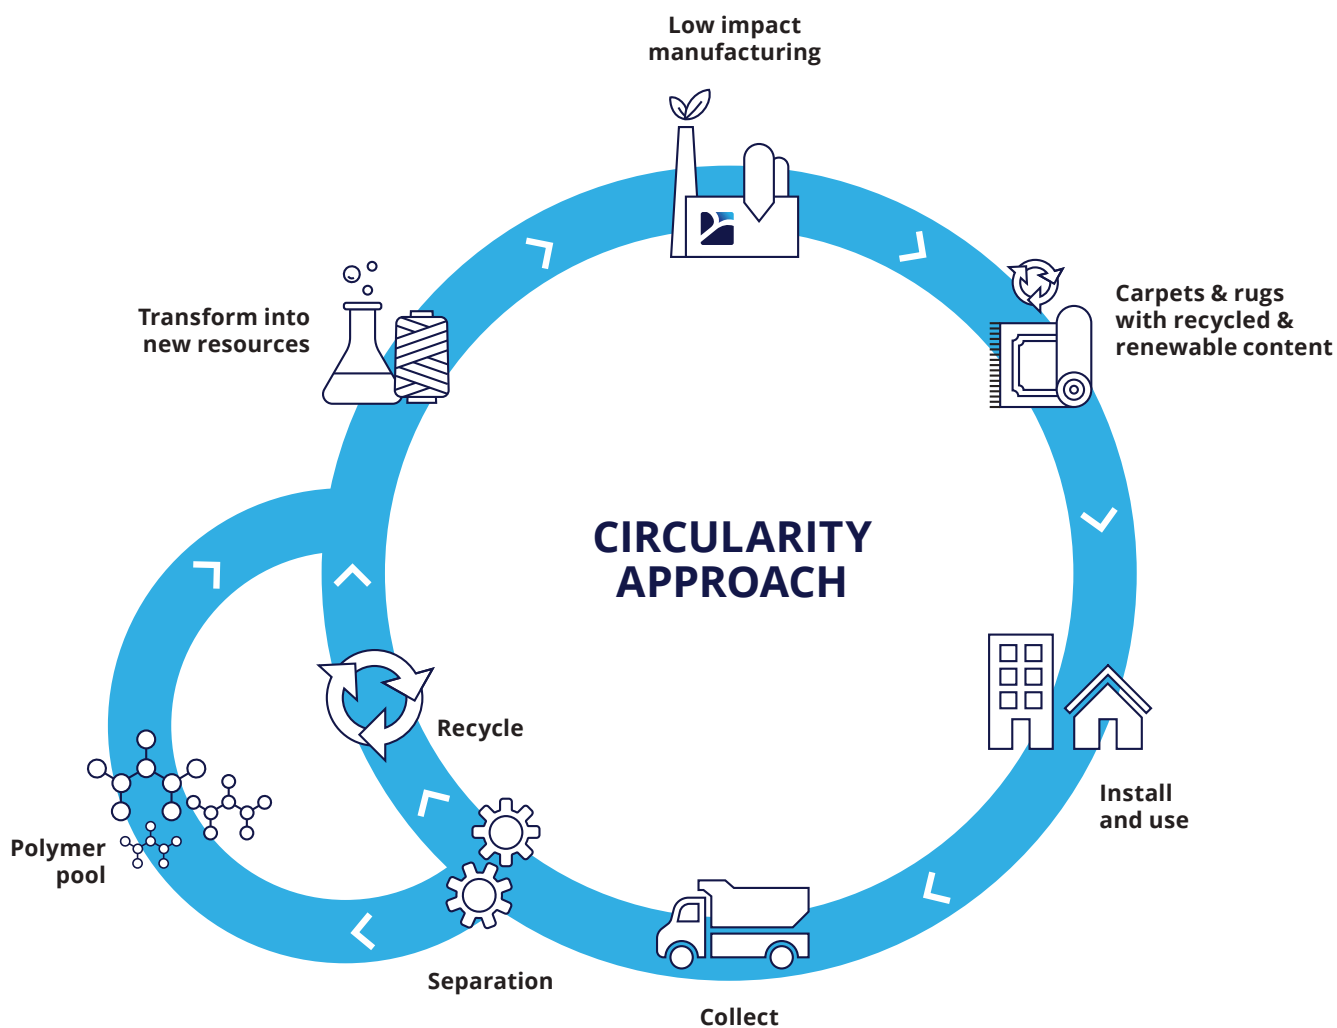 Low impact
manufacturing
Carpets & rugs
with recycled &
renewable content
Transform into
new resources
CIRCULARITY
APPROACH
Recycle
Install
and use
Polymer
pool
Separation
Collect